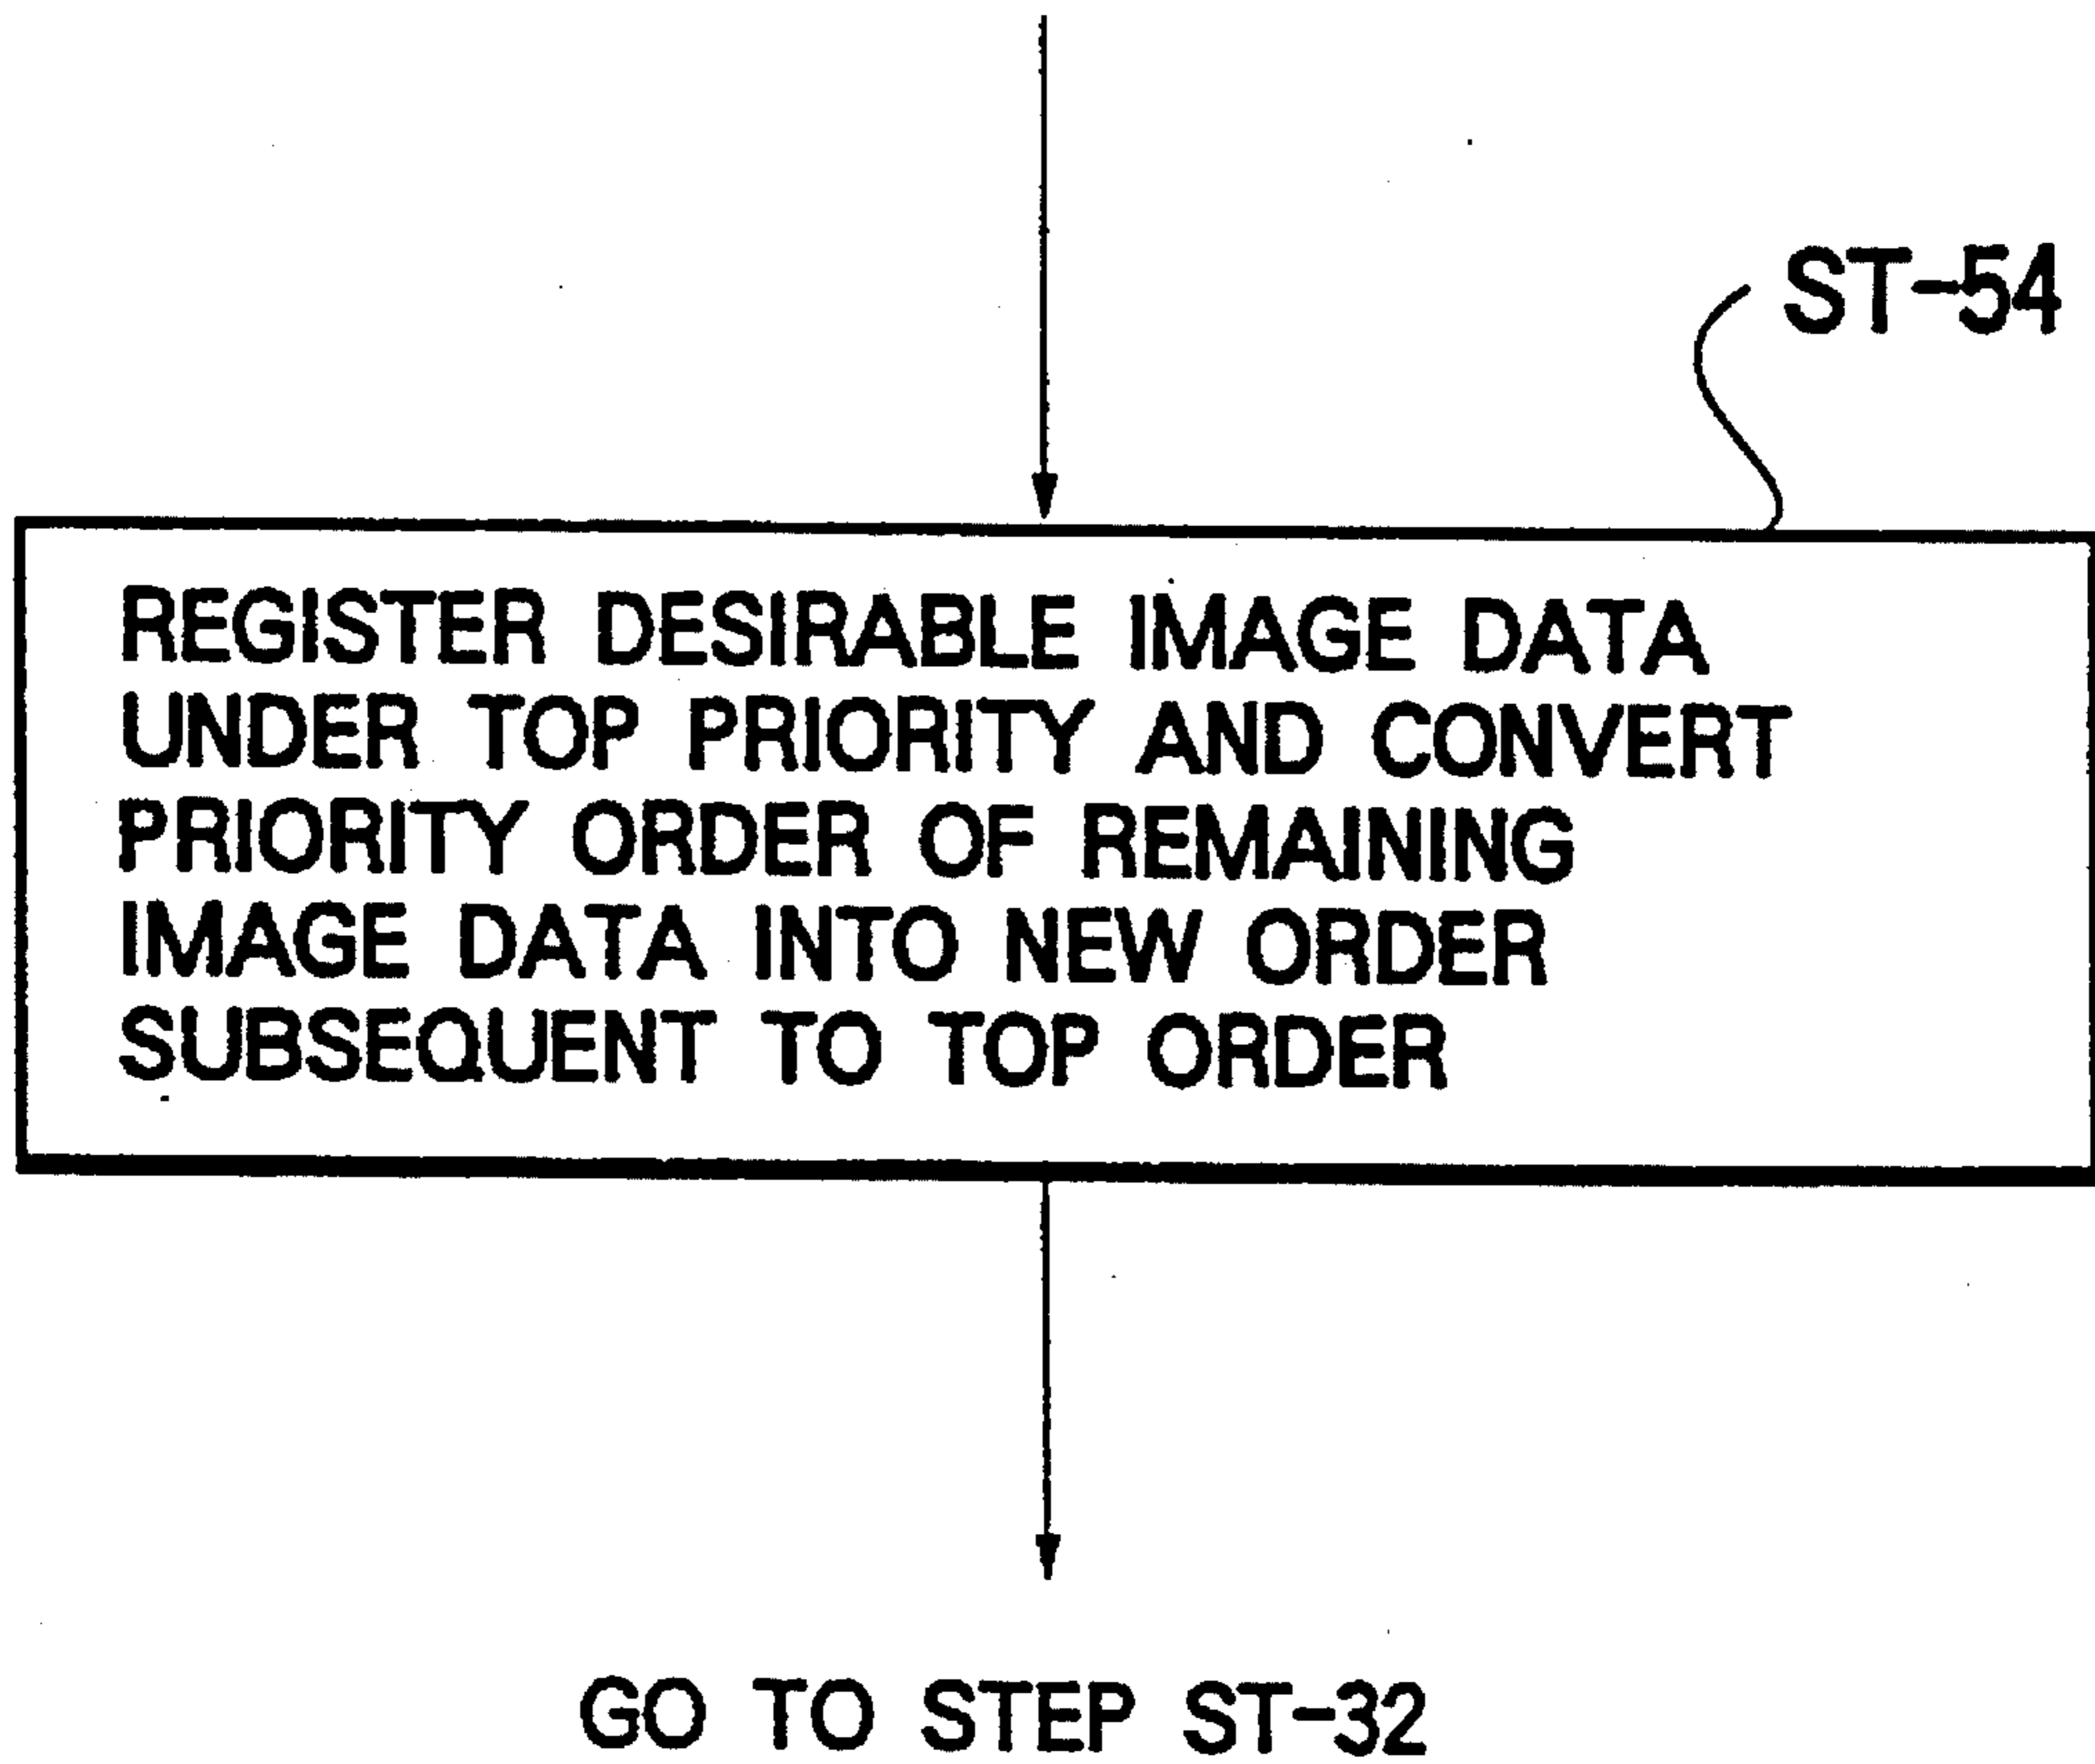 ST-54
REGISTER DESIRABLE IMAGE DATA
UNDER TOP PRIORITY AND CONVERT
PRIORITY ORDER OF REMAINING
IMAGE DATA INTO NEW ORDER
SUBSEQUENT TO TOP ORDER
GO TO STEP ST-32